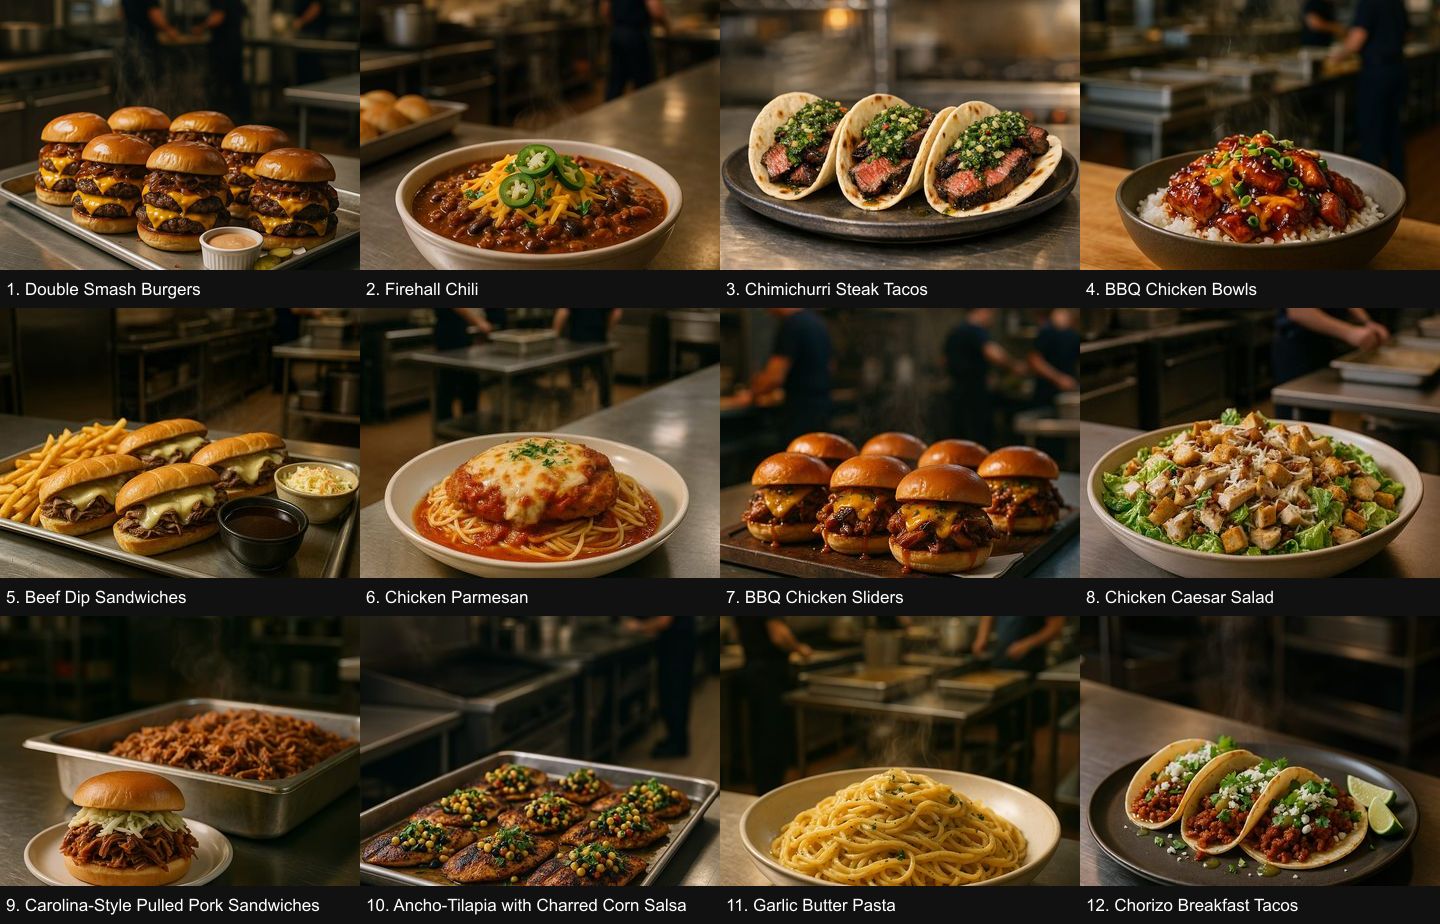 1. Double Smash Burgers
2. Firehall Chili
3. Chimichurri Steak Tacos
4. BBQ Chicken Bowls
5. Beef Dip Sandwiches
6. Chicken Parmesan
7. BBQ Chicken Sliders
8. Chicken Caesar Salad
9. Carolina-Style Pulled Pork Sandwiches
10. Ancho-Tilapia with Charred Corn Salsa
11. Garlic Butter Pasta
12. Chorizo Breakfast Tacos